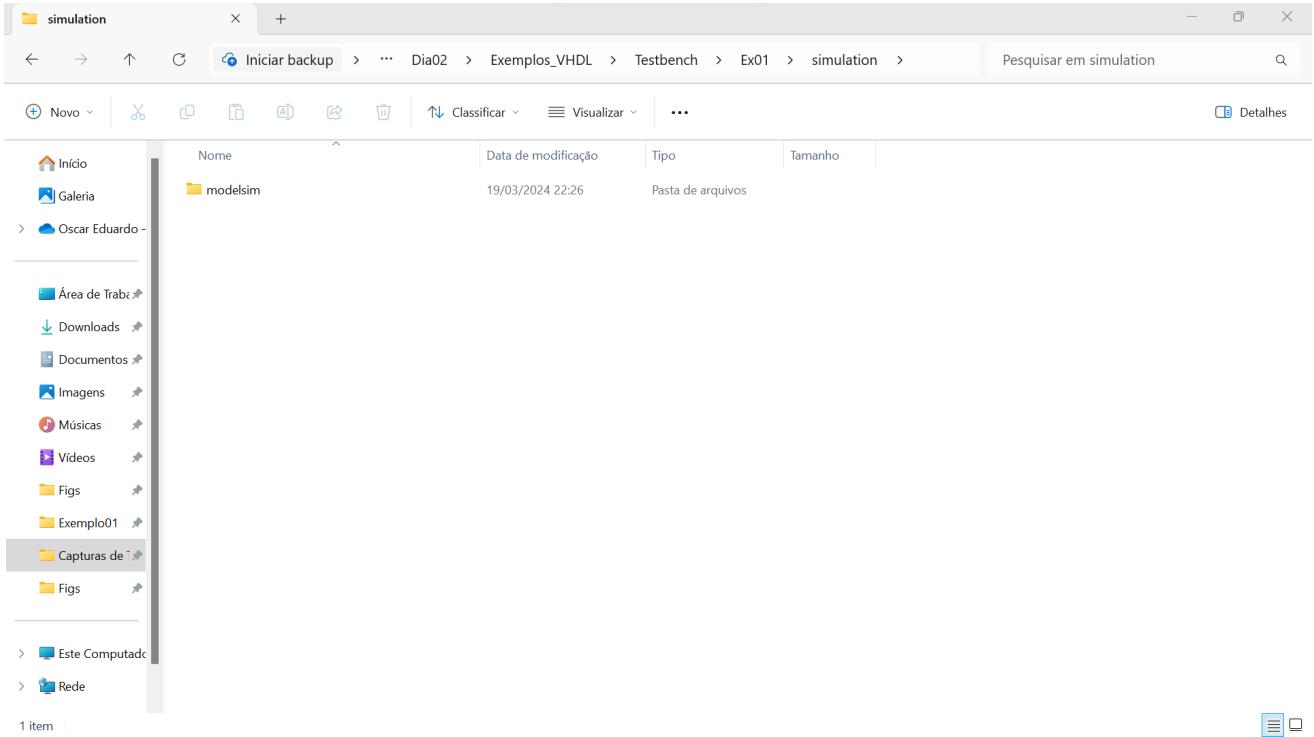 simulation
Iniciar backup > ··· Dia02 > Exemplos_VHDL > Testbench > Ex01 > simulation >
Pesquisar em simulation
Novo
Classificar
Visualizar
Detalhes
Nome
Data de modificação
Tipo
Tamanho
modelsim
19/03/2024 22:26
Pasta de arquivos
Início
Galeria
Oscar Eduardo -
Área de Traba
Downloads
Documentos
Imagens
Músicas
Vídeos
Figs
Exemplo01
Capturas de T
Figs
Este Computado
Rede
1 item